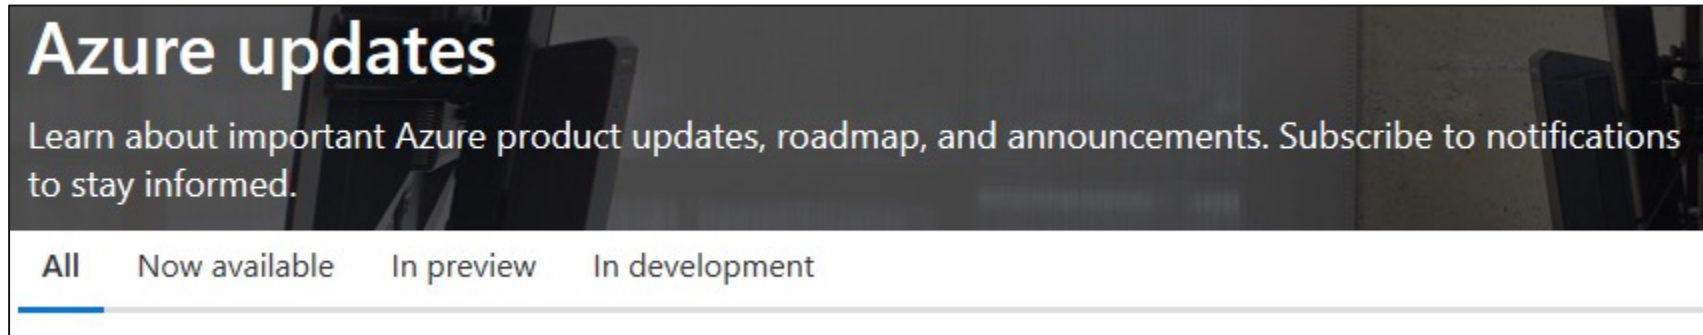 Azure updates
Learn about important Azure product updates, roadmap, and announcements. Subscribe to notifications
to stay informed.
All Now available In preview In development